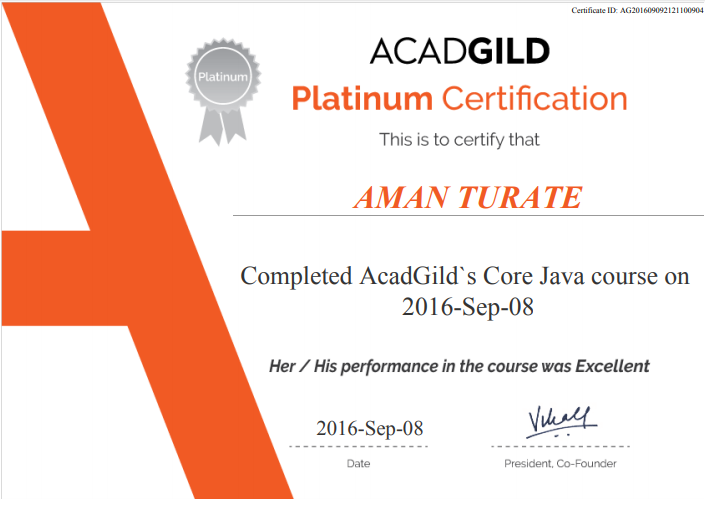 Certificate ID: AG201609092121100904
ACADGILD
Platinum
Platinum Certification
This is to certify that
AMAN TURATE
Completed AcadGild`s Core Java course on
2016-Sep-08
Her / His performance in the course was Excellent
2016-Sep-08
Date
President, Co-Founder